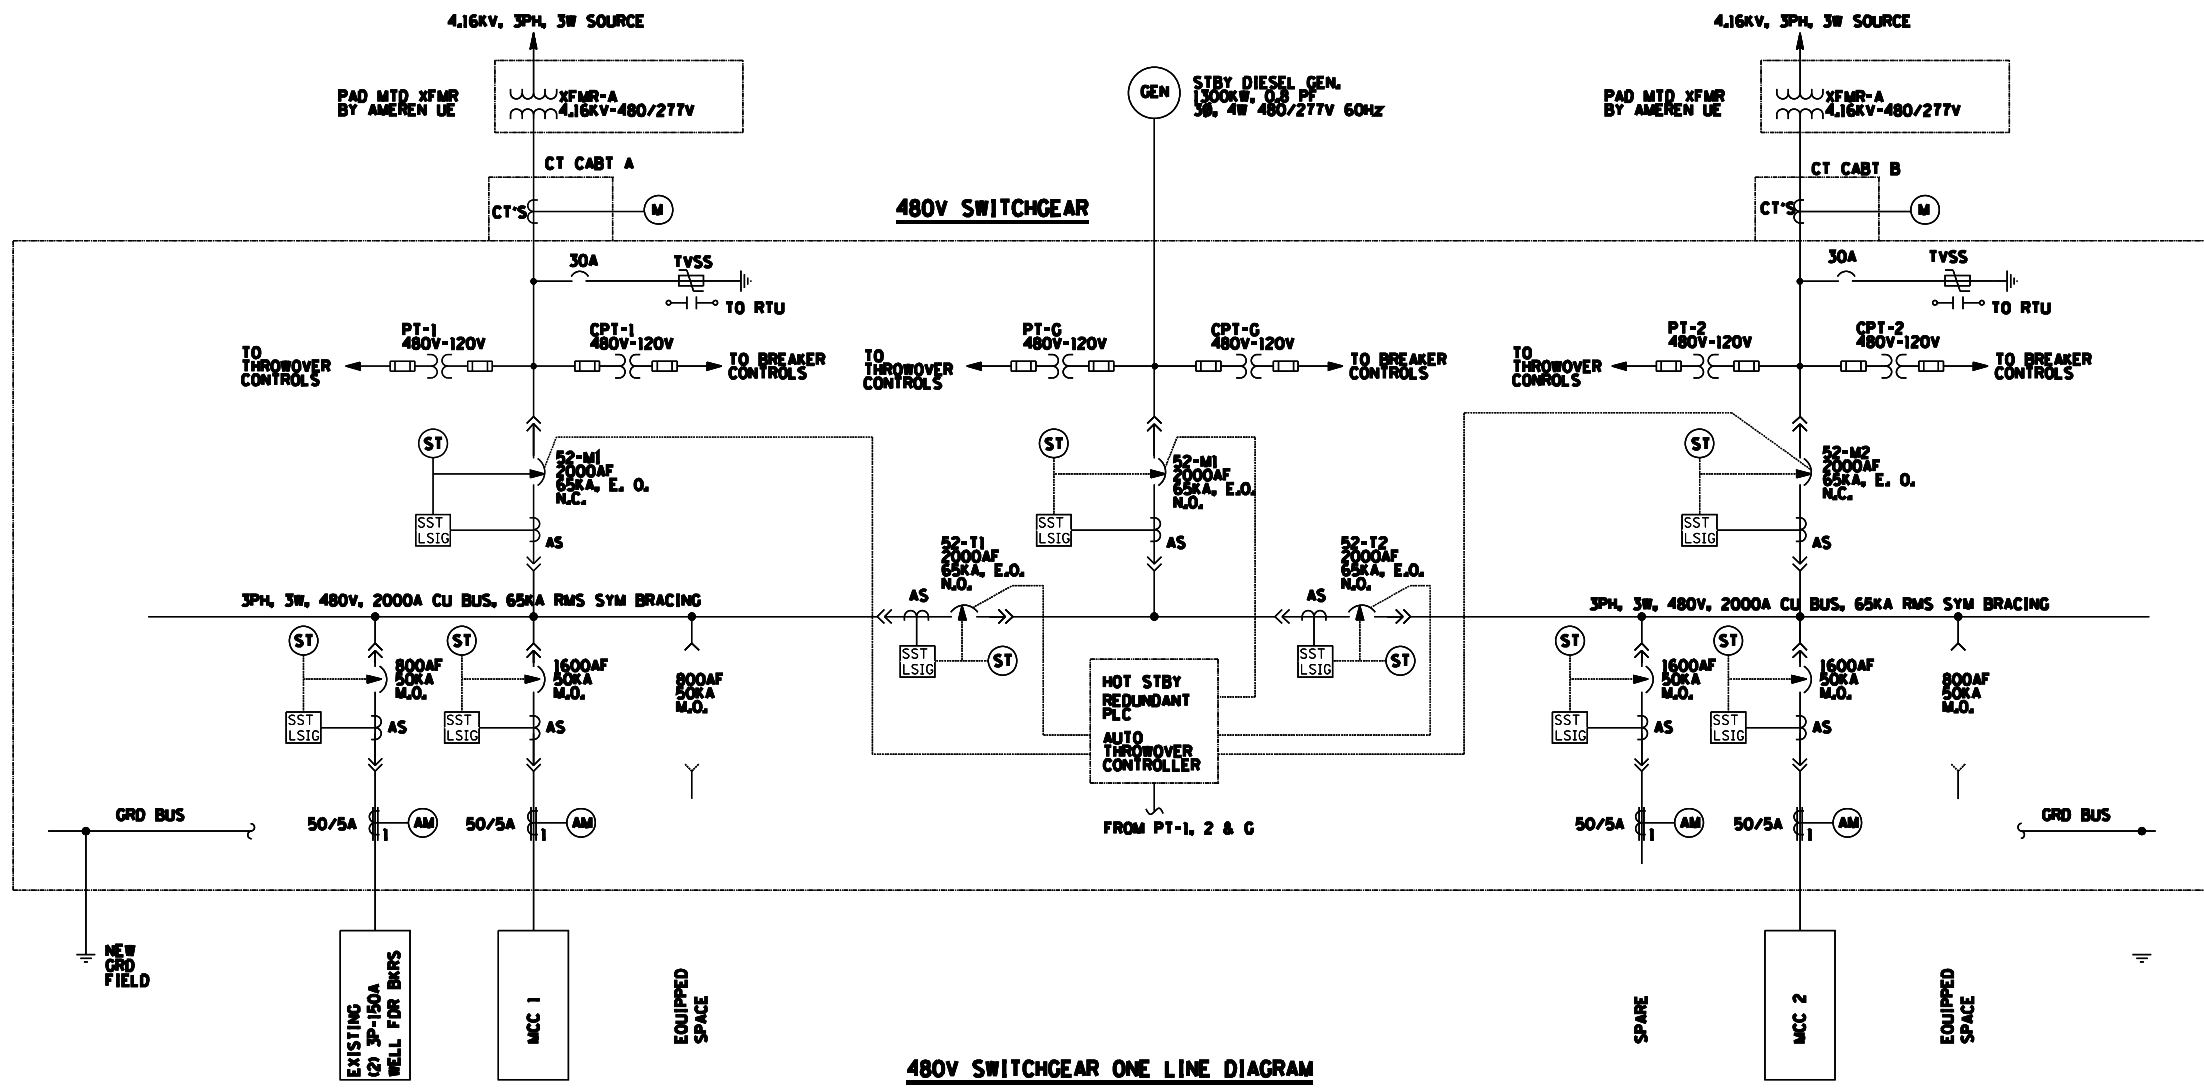 4.16KV, 3PH, 3W SOURCE
4.16KV, 3PH, 3W SOURCE
PAD MTD XFMR
BY AMEREN UE
XFMR-A
4.16KV-480/277V
GEN
STBY DIESEL GEN.
1300KW, 0.8 PF
3Ø, 4W 480/277V 60HZ
PAD MTD XFMR
BY AMEREN UE
XFMR-A
4.16KV-480/277V
CT CABT A
CT'S
M
480V SWITCHGEAR
CT CABT B
CT'S
M
30A
TVSS
TO RTU
30A
TVSS
TO RTU
TO
THROWOVER
CONTROLS
PT-1
480V-120V
CPT-1
480V-120V
TO BREAKER
CONTROLS
TO
THROWOVER
CONTROLS
PT-G
480V-120V
CPT-G
480V-120V
TO BREAKER
CONTROLS
TO
THROWOVER
CONROLS
PT-2
480V-120V
CPT-2
480V-120V
TO BREAKER
CONTROLS
ST
52-M1
2000AF
65KA, E. O.
N.C.
SST
LSIG
AS
ST
52-M1
2000AF
65KA, E.O.
N.O.
SST
LSIG
AS
ST
52-M2
2000AF
65KA, E. O.
N.C.
SST
LSIG
AS
52-T1
2000AF
65KA, E.O.
N.O.
AS
SST
LSIG
ST
52-T2
2000AF
65KA, E.O.
N.O.
AS
SST
LSIG
ST
3PH, 3W, 480V, 2000A CU BUS, 65KA RMS SYM BRACING
3PH, 3W, 480V, 2000A CU BUS, 65KA RMS SYM BRACING
ST
800AF
50KA
M.O.
SST
LSIG
AS
ST
1600AF
50KA
M.O.
SST
LSIG
AS
800AF
50KA
M.O.
HOT STBY
REDUNDANT
PLC
AUTO
THROWOVER
CONTROLLER
FROM PT-1, 2 & G
ST
1600AF
50KA
M.O.
SST
LSIG
AS
ST
1600AF
50KA
M.O.
SST
LSIG
AS
800AF
50KA
M.O.
GRD BUS
50/5A
1
AM
50/5A
1
AM
50/5A
1
AM
50/5A
1
AM
GRD BUS
NEW
GRD
FIELD
EXISTING
(2) 3P-150A
WELL FDR BKRS
MCC 1
EQUIPPED
SPACE
SPARE
MCC 2
EQUIPPED
SPACE
480V SWITCHGEAR ONE LINE DIAGRAM